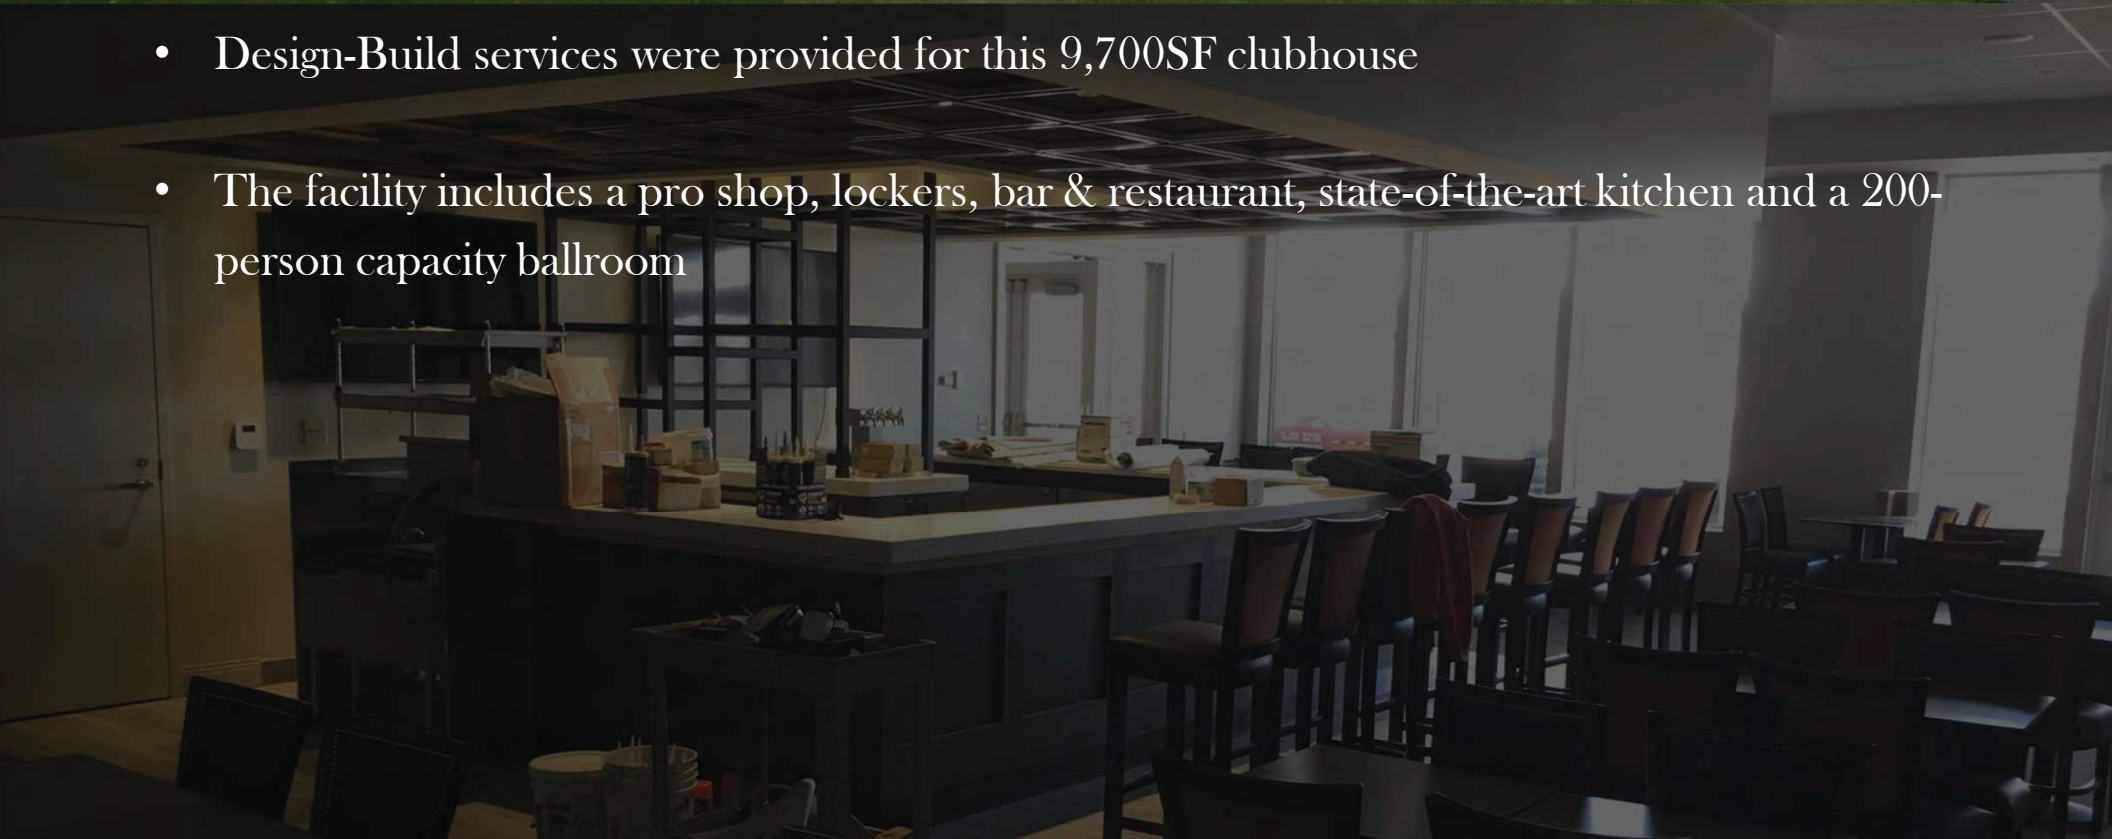 • Design-Build services were provided for this 9,700SF clubhouse
• The facility includes a pro shop, lockers, bar & restaurant, state-of-the-art kitchen and a 200-
person capacity ballroom